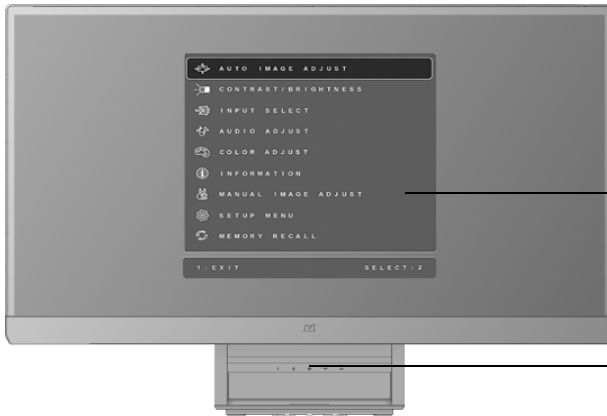 AUTO IMAGE ADJUST
CONTRAST/BRIGHTNESS
INPUT SELECT
AUDIO ADJUST
COLOR ADJUST
INFORMATION
MANUAL IMAGE ADJUST
SETUP MENU
MEMORY RECALL
1:EXIT SELECT:2